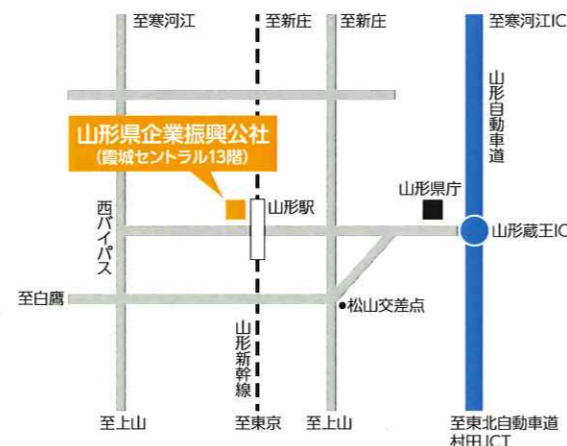 至寒河江
至新庄
至新庄
至寒河江IC
山形自動車道
山形県企業振興公社
(霞城セントラル13階)
山形県庁
山形駅
西バイパス
山形蔵王IC
至白鷹
松山交差点
山形新幹線
至上山
至東京
至上山
至東北自動車道
村田JCT